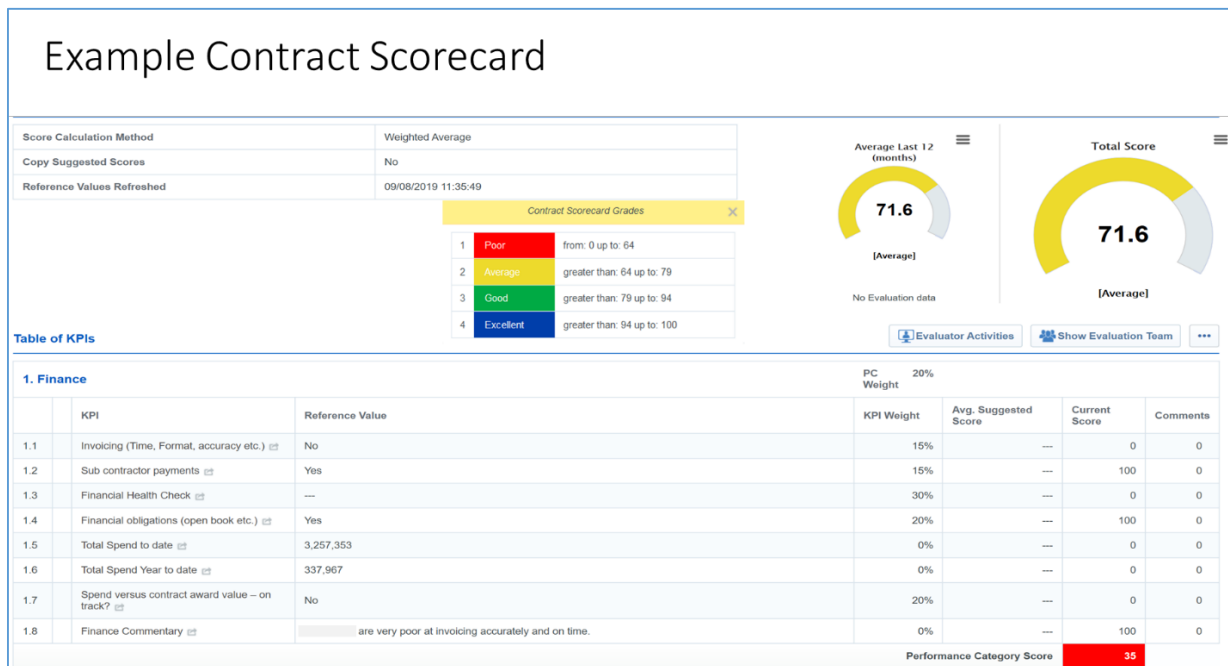 Example Contract Scorecard
Score Calculation Method Weighted Average
Copy Suggested Scores No
Reference Values Refreshed 09/08/2019 11:35:49
Contract Scorecard Grades
1 Poor from: 0 up to: 64
2 Average greater than: 64 up to: 79
3 Good greater than: 79 up to: 94
4 Excellent greater than: 94 up to: 100
Average Last 12
(months)
71.6
[Average]
No Evaluation data
Total Score
71.6
[Average]
Table of KPIs
Evaluator Activities Show Evaluation Team
1. Finance PC Weight 20%
KPI Reference Value KPI Weight Avg. Suggested Score Current Score Comments
1.1 Invoicing (Time, Format, accuracy etc.) No 15% --- 0 0
1.2 Sub contractor payments Yes 15% --- 100 0
1.3 Financial Health Check --- 30% --- 0 0
1.4 Financial obligations (open book etc.) Yes 20% --- 100 0
1.5 Total Spend to date 3,257,353 0% --- 0 0
1.6 Total Spend Year to date 337,967 0% --- 0 0
1.7 Spend versus contract award value – on track? No 20% --- 0 0
1.8 Finance Commentary are very poor at invoicing accurately and on time. 0% --- 100 0
Performance Category Score 35